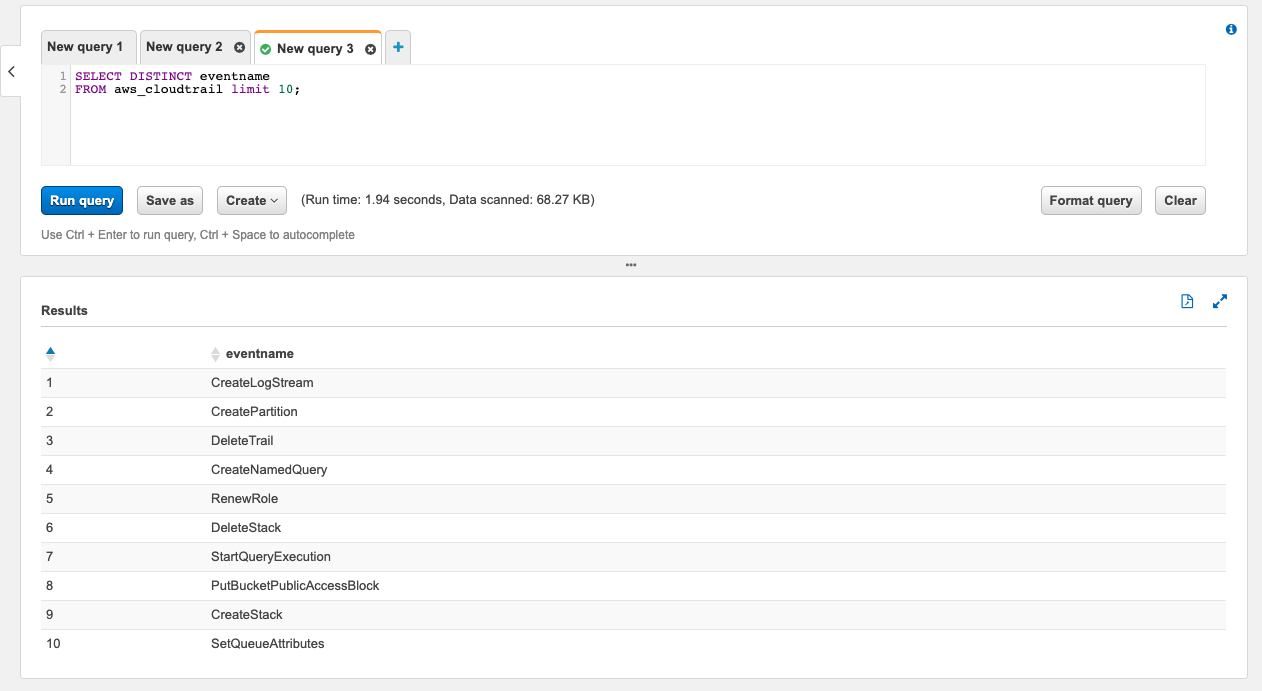 New query 1 New query 2 New query 3
1 SELECT DISTINCT eventname
2 FROM aws_cloudtrail limit 10;
Run query Save as Create (Run time: 1.94 seconds, Data scanned: 68.27 KB) Format query Clear
Use Ctrl + Enter to run query, Ctrl + Space to autocomplete
Results
eventname
1 CreateLogStream
2 CreatePartition
3 DeleteTrail
4 CreateNamedQuery
5 RenewRole
6 DeleteStack
7 StartQueryExecution
8 PutBucketPublicAccessBlock
9 CreateStack
10 SetQueueAttributes